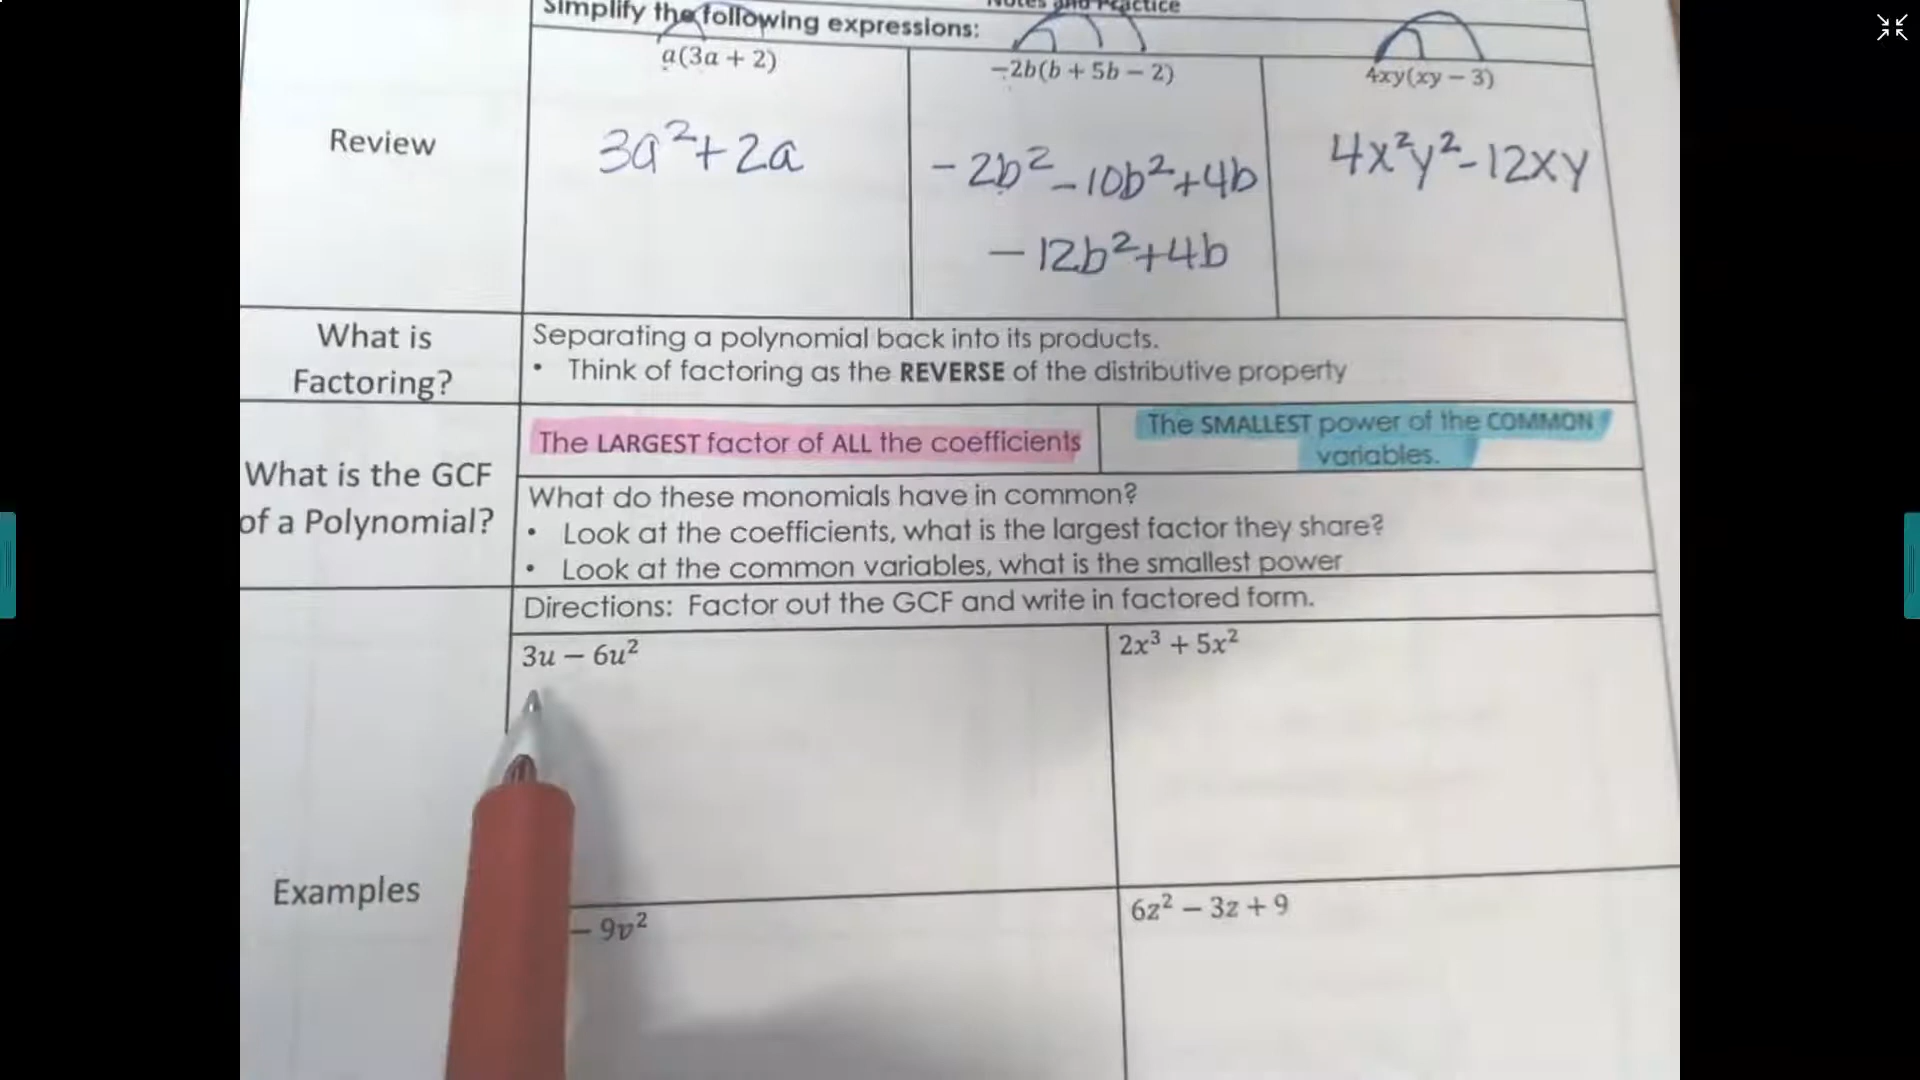 Notes and Practice
Simplify the following expressions:
a(3a + 2)
−2b(b + 5b − 2)
4xy(xy − 3)
Review
3a²+2a
-2b²-10b²+4b
-12b²+4b
4x²y²-12xy
What is
Factoring?
Separating a polynomial back into its products.
• Think of factoring as the REVERSE of the distributive property
What is the GCF
of a Polynomial?
The LARGEST factor of ALL the coefficients
The SMALLEST power of the COMMON
variables.
What do these monomials have in common?
• Look at the coefficients, what is the largest factor they share?
• Look at the common variables, what is the smallest power
Examples
Directions: Factor out the GCF and write in factored form.
3u − 6u²
2x³ + 5x²
− 9v²
6z² − 3z + 9